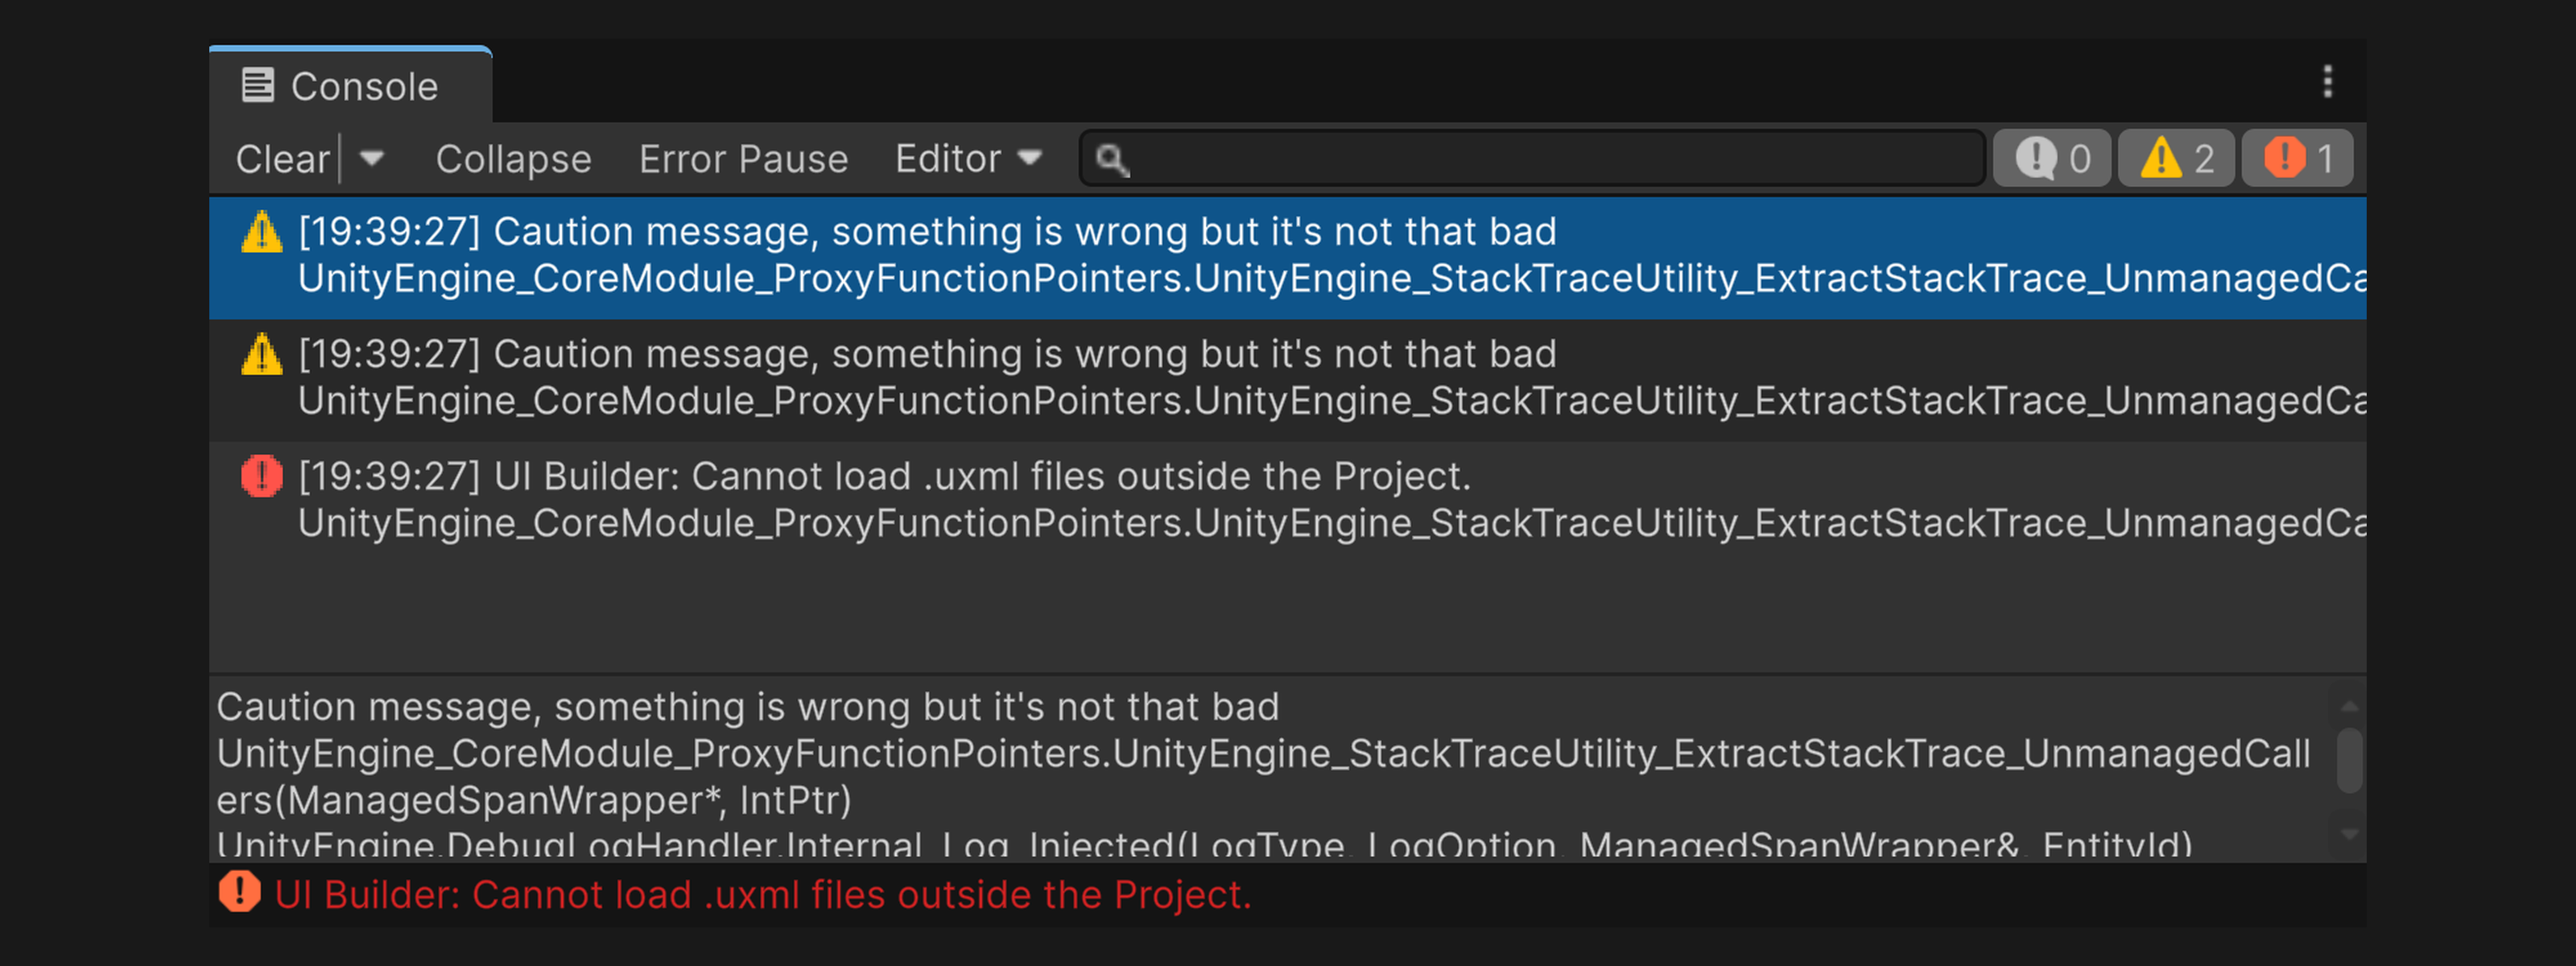 Console
Clear Collapse Error Pause Editor 0 2 1
[19:39:27] Caution message, something is wrong but it's not that bad
UnityEngine_CoreModule_ProxyFunctionPointers.UnityEngine_StackTraceUtility_ExtractStackTrace_UnmanagedCa
[19:39:27] Caution message, something is wrong but it's not that bad
UnityEngine_CoreModule_ProxyFunctionPointers.UnityEngine_StackTraceUtility_ExtractStackTrace_UnmanagedCa
[19:39:27] UI Builder: Cannot load .uxml files outside the Project.
UnityEngine_CoreModule_ProxyFunctionPointers.UnityEngine_StackTraceUtility_ExtractStackTrace_UnmanagedCa
Caution message, something is wrong but it's not that bad
UnityEngine_CoreModule_ProxyFunctionPointers.UnityEngine_StackTraceUtility_ExtractStackTrace_UnmanagedCall
ers(ManagedSpanWrapper*, IntPtr)
UnityEngine.DebugLogHandler.Internal_Log_Injected(LogType, LogOption, ManagedSpanWrapper&, EntityId)
UI Builder: Cannot load .uxml files outside the Project.